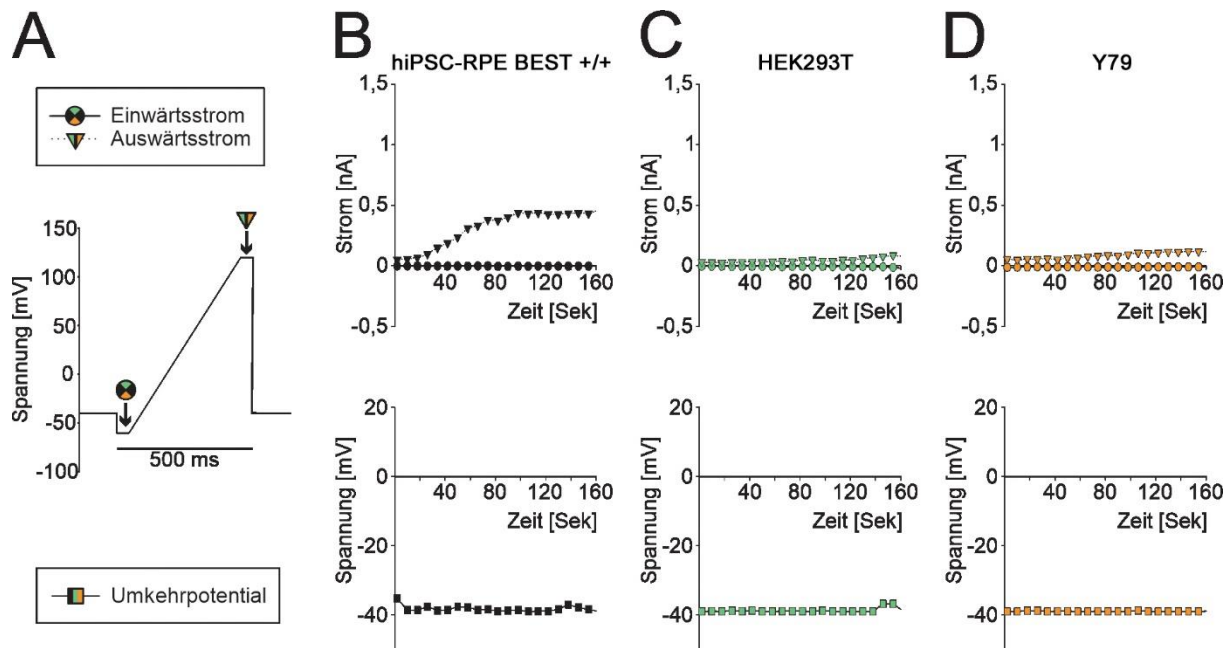 A
Einwärtsstrom
Auswärtsstrom
Spannung [mV]
150
100
50
0
-50
-100
500 ms
Umkehrpotential
B
hiPSC-RPE BEST +/+
Strom [nA]
1,5
1
0,5
0
-0,5
40 80 120 160
Zeit [Sek]
Spannung [mV]
20
0
-20
-40
40 80 120 160
Zeit [Sek]
C
HEK293T
Strom [nA]
1,5
1
0,5
0
-0,5
40 80 120 160
Zeit [Sek]
Spannung [mV]
20
0
-20
-40
40 80 120 160
Zeit [Sek]
D
Y79
Strom [nA]
1,5
1
0,5
0
-0,5
40 80 120 160
Zeit [Sek]
Spannung [mV]
20
0
-20
-40
40 80 120 160
Zeit [Sek]